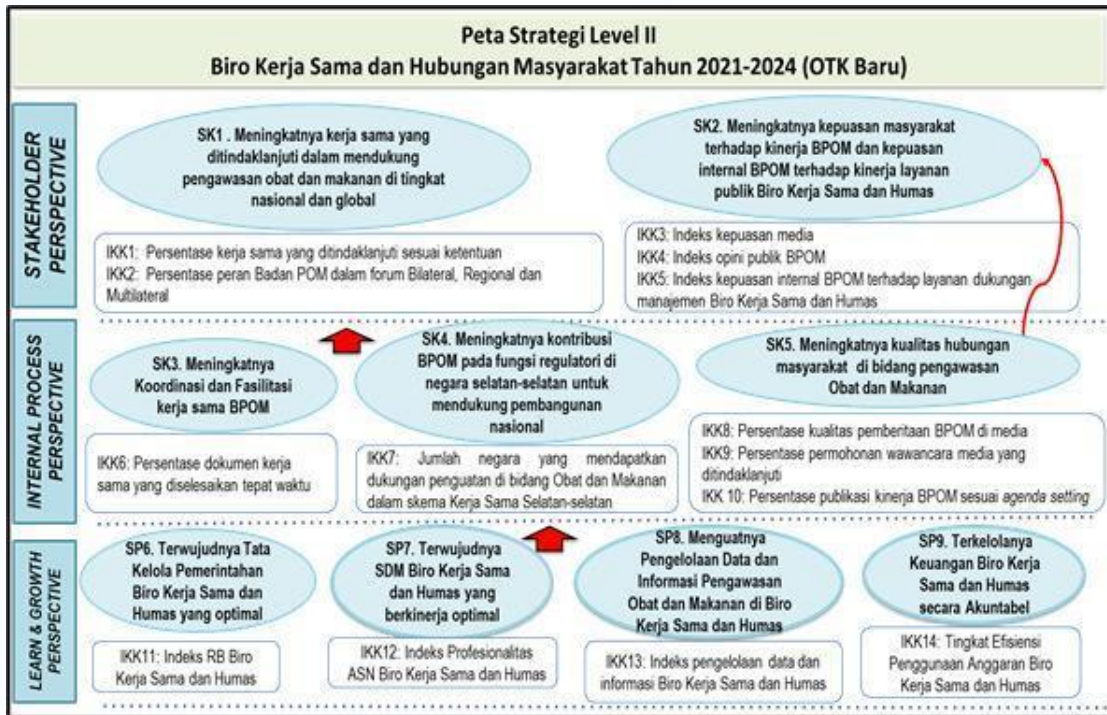 Peta Strategi Level II
Biro Kerja Sama dan Hubungan Masyarakat Tahun 2021-2024 (OTK Baru)
STAKEHOLDER
PERSPECTIVE
SK1 . Meningkatnya kerja sama yang
ditindaklanjuti dalam mendukung
pengawasan obat dan makanan di tingkat
nasional dan global
SK2. Meningkatnya kepuasan masyarakat
terhadap kinerja BPOM dan kepuasan
internal BPOM terhadap kinerja layanan
publik Biro Kerja Sama dan Humas
IKK1: Persentase kerja sama yang ditindaklanjuti sesuai ketentuan
IKK2: Persentase peran Badan POM dalam forum Bilateral, Regional dan
Multilateral
IKK3: Indeks kepuasan media
IKK4: Indeks opini publik BPOM
IKK5: Indeks kepuasan internal BPOM terhadap layanan dukungan
manajemen Biro Kerja Sama dan Humas
INTERNAL PROCESS
PERSPECTIVE
SK3. Meningkatnya
Koordinasi dan Fasilitasi
kerja sama BPOM
SK4. Meningkatnya kontribusi
BPOM pada fungsi regulatori di
negara selatan-selatan untuk
mendukung pembangunan
nasional
SK5. Meningkatnya kualitas hubungan
masyarakat di bidang pengawasan
Obat dan Makanan
IKK6: Persentase dokumen kerja
sama yang diselesaikan tepat waktu
IKK7: Jumlah negara yang mendapatkan
dukungan penguatan di bidang Obat dan Makanan
dalam skema Kerja Sama Selatan-selatan
IKK8: Persentase kualitas pemberitaan BPOM di media
IKK9: Persentase permohonan wawancara media yang
ditindaklanjuti
IKK 10: Persentase publikasi kinerja BPOM sesuai agenda setting
LEARN & GROWTH
PERSPECTIVE
SP6. Terwujudnya Tata
Kelola Pemerintahan
Biro Kerja Sama dan
Humas yang optimal
SP7. Terwujudnya
SDM Biro Kerja Sama
dan Humas yang
berkinerja optimal
SP8. Menguatnya
Pengelolaan Data dan
Informasi Pengawasan
Obat dan Makanan di Biro
Kerja Sama dan Humas
SP9. Terkelolanya
Keuangan Biro Kerja
Sama dan Humas
secara Akuntabel
IKK11: Indeks RB Biro
Kerja Sama dan Humas
IKK12: Indeks Profesionalitas
ASN Biro Kerja Sama dan Humas
IKK13: Indeks pengelolaan data dan
informasi Biro Kerja Sama dan Humas
IKK14: Tingkat Efisiensi
Penggunaan Anggaran Biro
Kerja Sama dan Humas